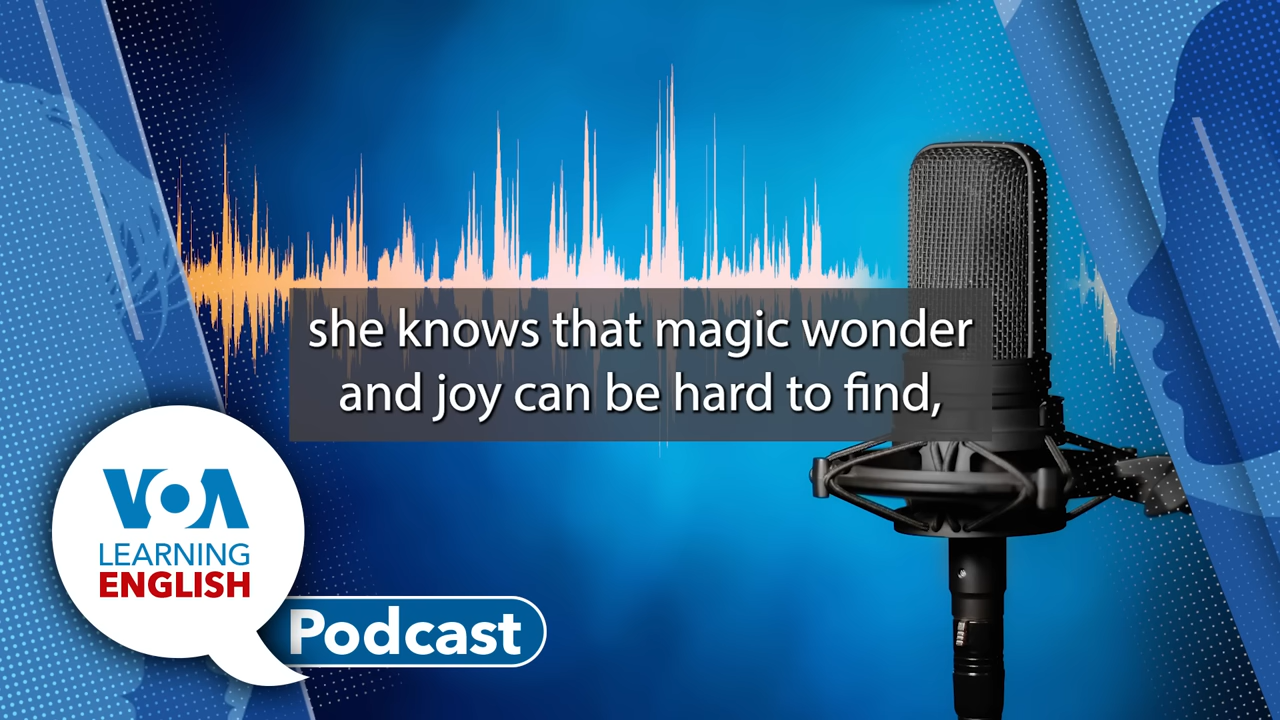 she knows that magic wonder
and joy can be hard to find,
VOA
LEARNING
ENGLISH
Podcast